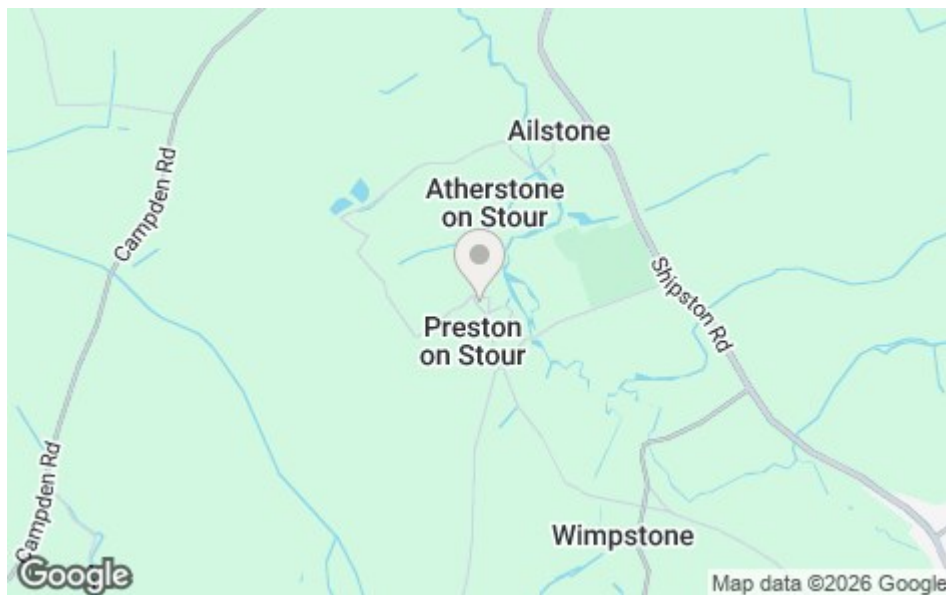 Ailstone
Atherstone
on Stour
Campden Rd
Shipston Rd
Preston
on Stour
Campden Rd
Wimpstone
Google
Map data ©2026 Google